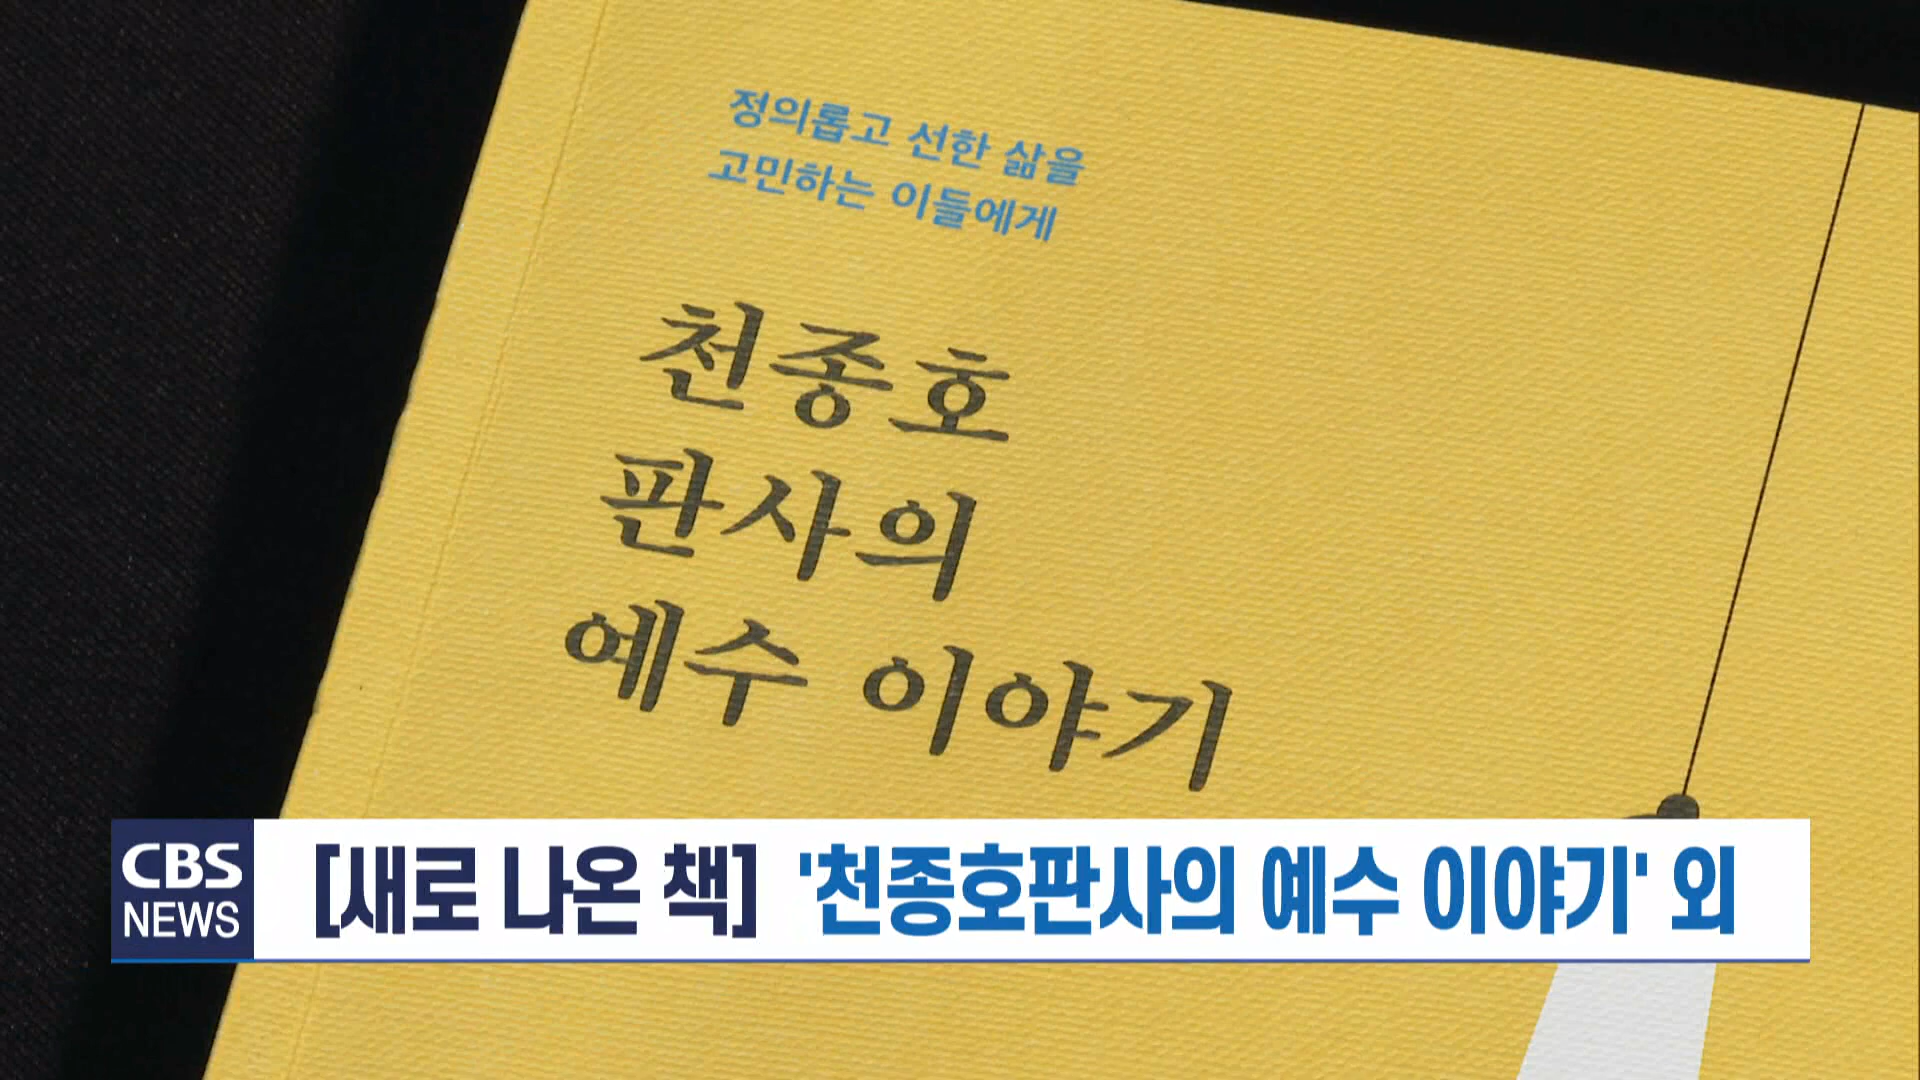 정의롭고 선한 삶을
고민하는 이들에게
천종호
판사의
예수 이야기
CBS
NEWS
[새로 나온 책] '천종호판사의 예수 이야기' 외